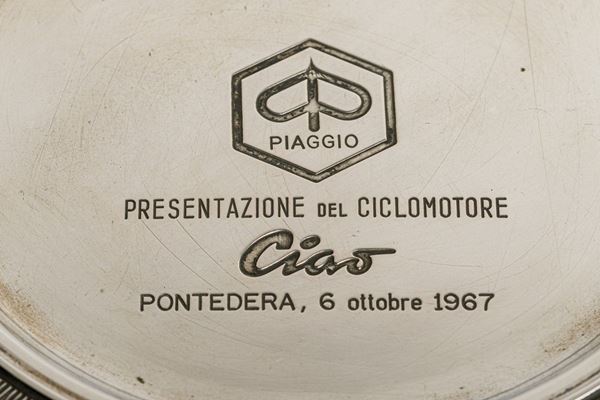 PIAGGIO
PRESENTAZIONE DEL CICLOMOTORE
Ciao
PONTEDERA, 6 ottobre 1967